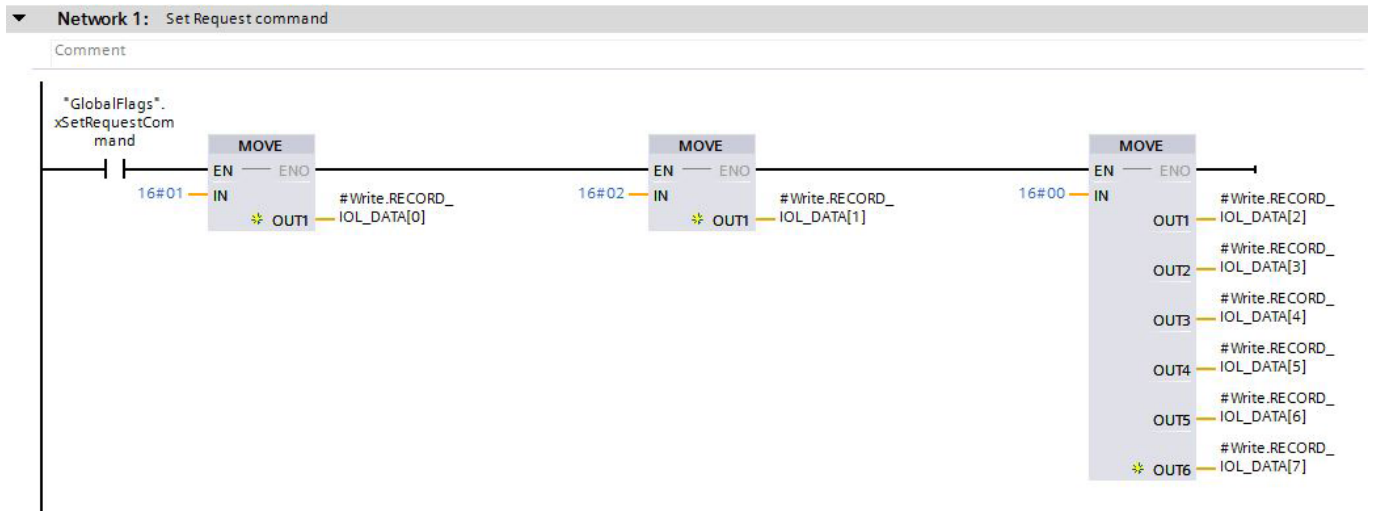 Network 1: Set Request command
Comment
"GlobalFlags".
xSetRequestCom
mand
MOVE
EN ENO
16#01 IN
OUT1
#Write.RECORD_
IOL_DATA[0]
MOVE
EN ENO
16#02 IN
OUT1
#Write.RECORD_
IOL_DATA[1]
MOVE
EN ENO
16#00 IN
OUT1
#Write.RECORD_
IOL_DATA[2]
OUT2
#Write.RECORD_
IOL_DATA[3]
OUT3
#Write.RECORD_
IOL_DATA[4]
OUT4
#Write.RECORD_
IOL_DATA[5]
OUT5
#Write.RECORD_
IOL_DATA[6]
OUT6
#Write.RECORD_
IOL_DATA[7]